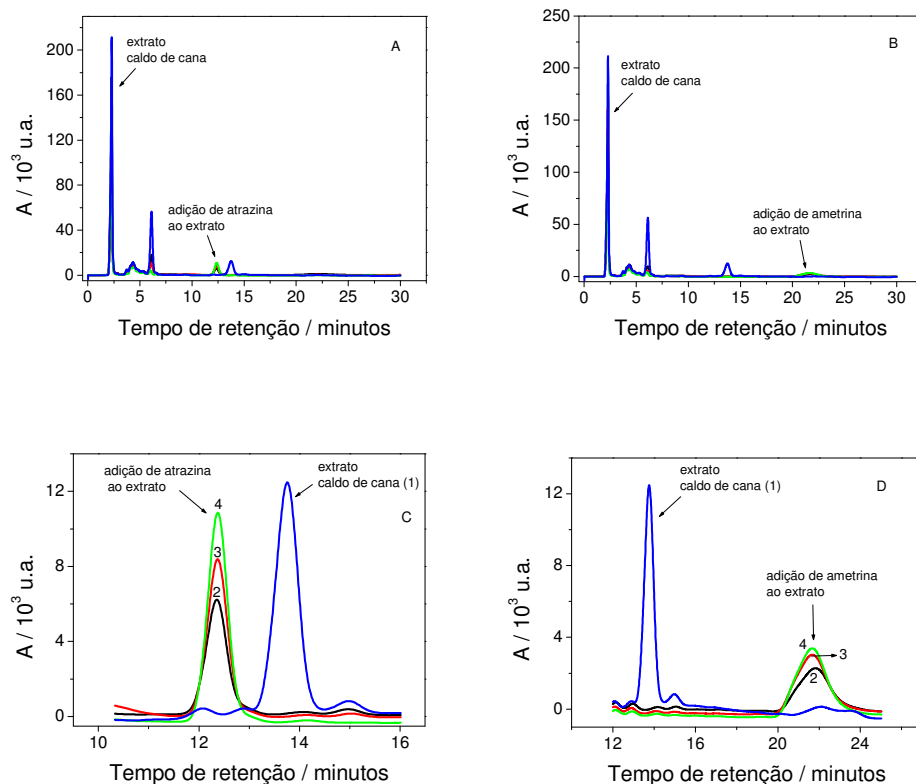 A
extrato
caldo de cana
adição de atrazina
ao extrato
A / 10³ u.a.
200
160
120
80
40
0
0 5 10 15 20 25 30
Tempo de retenção / minutos
B
extrato
caldo de cana
adição de ametrina
ao extrato
A / 10³ u.a.
250
200
150
100
50
0
0 5 10 15 20 25 30
Tempo de retenção / minutos
C
adição de atrazina
ao extrato
extrato
caldo de cana (1)
4
3
2
A / 10³ u.a.
12
8
4
0
10 12 14 16
Tempo de retenção / minutos
D
extrato
caldo de cana (1)
adição de ametrina
ao extrato
4
3
2
A / 10³ u.a.
12
9
6
3
0
12 16 20 24
Tempo de retenção / minutos